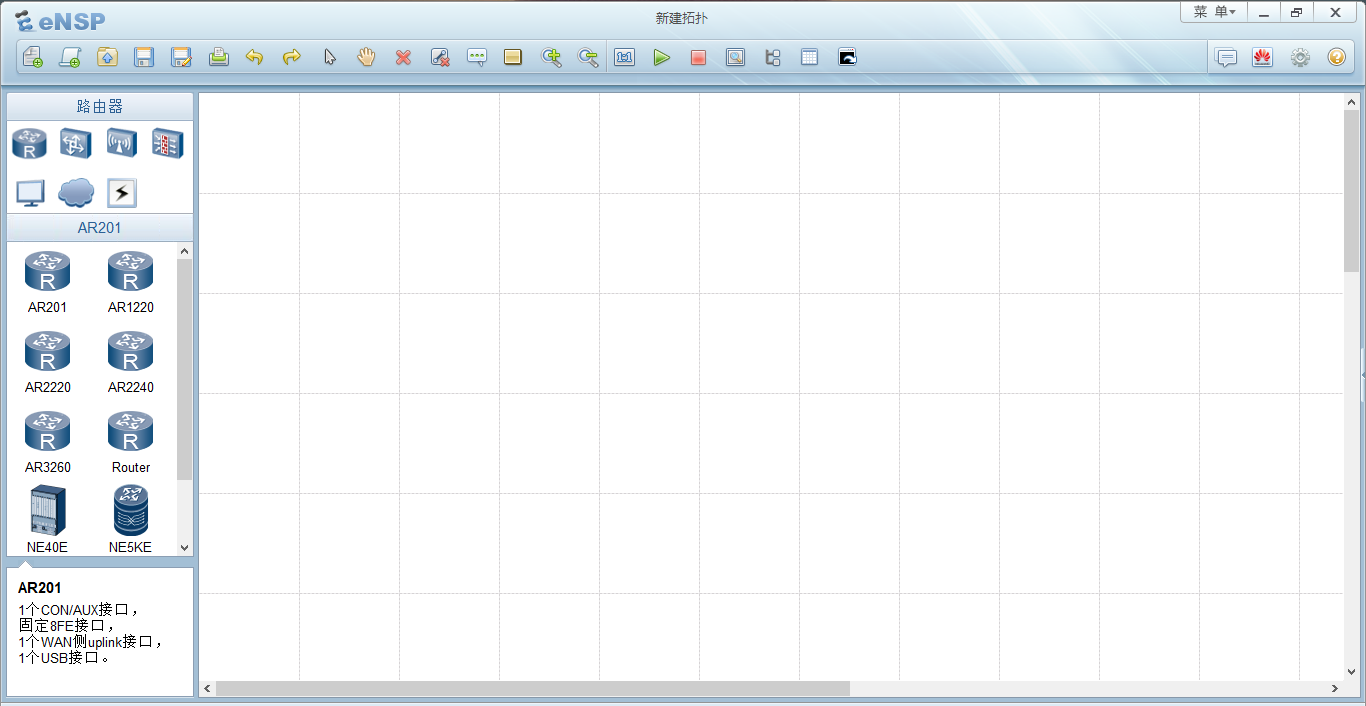 eNSP
新建拓扑
菜 单
1:1
路由器
R
AR201
R
R
AR201
AR1220
R
R
AR2220
AR2240
R
R
AR3260
Router
NE40E
NE5KE
AR201
1个CON/AUX接口，
固定8FE接口，
1个WAN侧uplink接口，
1个USB接口。